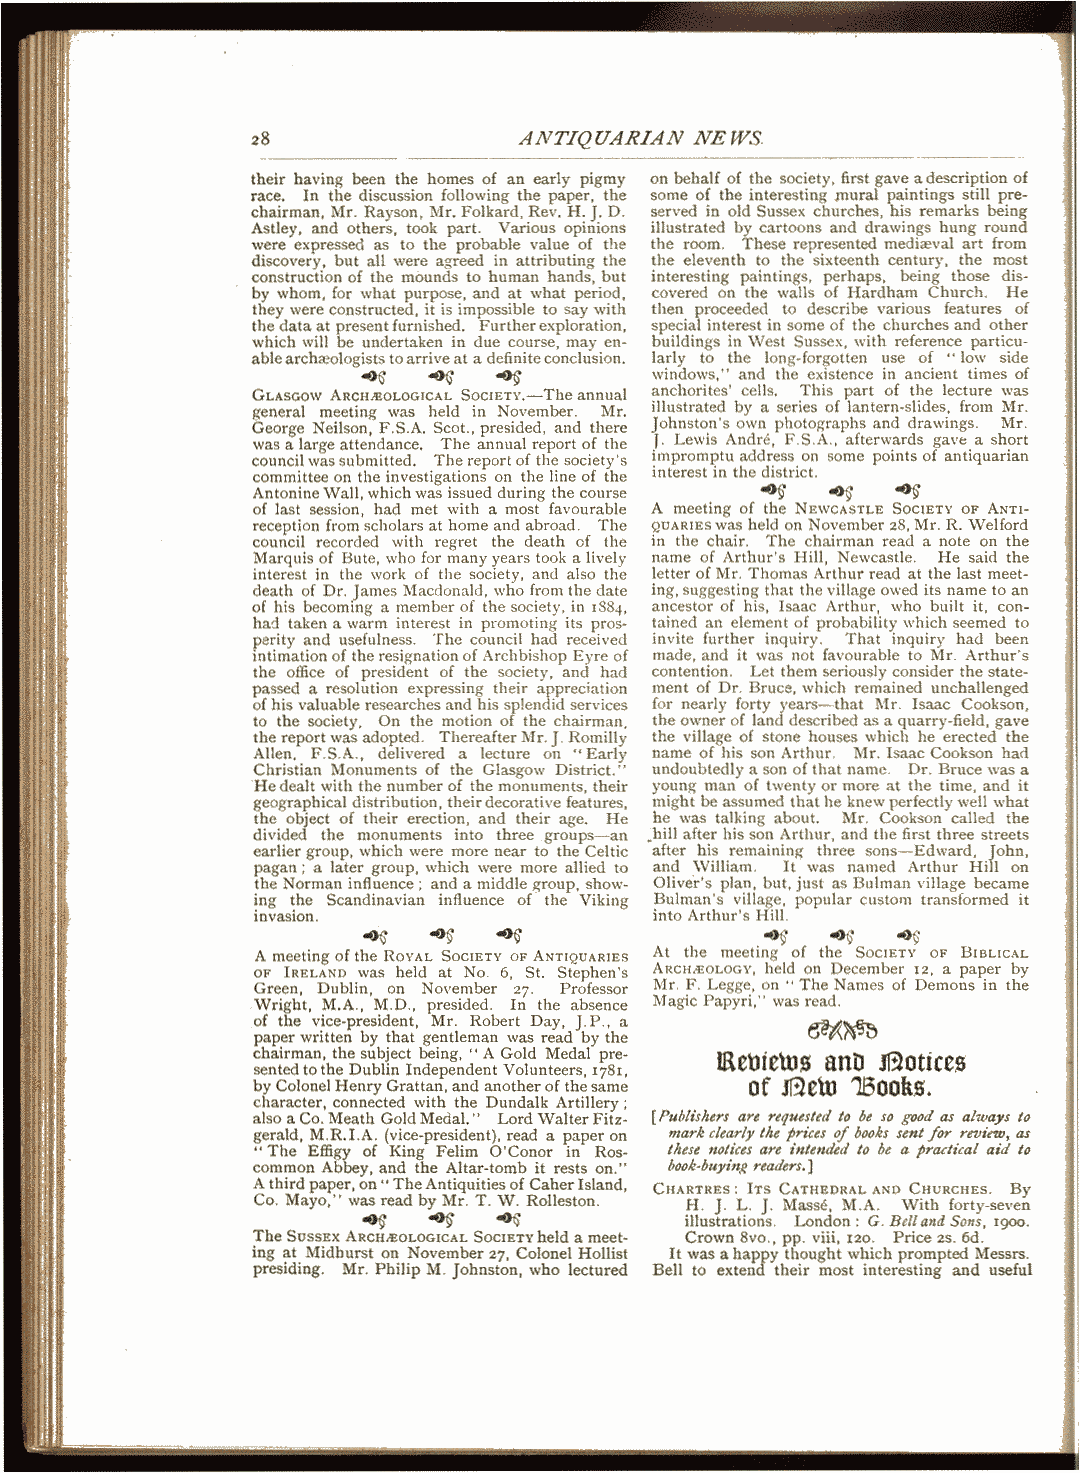 28
ANTIQUARIAN NEWS.
their having been the homes of an early pigmy
race. In the discussion following the paper, the
chairman, Mr. Rayson, Mr. Folkard, Rev. H. J. D.
Astley, and others, took part. Various opinions
were expressed as to the probable value of the
discovery, but all were agreed in attributing the
construction of the mounds to human hands, but
by whom, for what purpose, and at what period,
they were constructed, it is impossible to say with
the data at present furnished. Further exploration,
which will be undertaken in due course, may en-
able archæologists to arrive at a definite conclusion.
GLASGOW ARCHÆOLOGICAL SOCIETY.—The annual
general meeting was held in November. Mr.
George Neilson, F.S.A. Scot., presided, and there
was a large attendance. The annual report of the
council was submitted. The report of the society's
committee on the investigations on the line of the
Antonine Wall, which was issued during the course
of last session, had met with a most favourable
reception from scholars at home and abroad. The
council recorded with regret the death of the
Marquis of Bute, who for many years took a lively
interest in the work of the society, and also the
death of Dr. James Macdonald, who from the date
of his becoming a member of the society, in 1884,
had taken a warm interest in promoting its pros-
perity and usefulness. The council had received
intimation of the resignation of Archbishop Eyre of
the office of president of the society, and had
passed a resolution expressing their appreciation
of his valuable researches and his splendid services
to the society. On the motion of the chairman,
the report was adopted. Thereafter Mr. J. Romilly
Allen, F.S.A., delivered a lecture on "Early
Christian Monuments of the Glasgow District."
He dealt with the number of the monuments, their
geographical distribution, their decorative features,
the object of their erection, and their age. He
divided the monuments into three groups—an
earlier group, which were more near to the Celtic
pagan; a later group, which were more allied to
the Norman influence; and a middle group, show-
ing the Scandinavian influence of the Viking
invasion.
A meeting of the ROYAL SOCIETY OF ANTIQUARIES
OF IRELAND was held at No. 6, St. Stephen's
Green, Dublin, on November 27. Professor
Wright, M.A., M.D., presided. In the absence
of the vice-president, Mr. Robert Day, J.P., a
paper written by that gentleman was read by the
chairman, the subject being, "A Gold Medal pre-
sented to the Dublin Independent Volunteers, 1781,
by Colonel Henry Grattan, and another of the same
character, connected with the Dundalk Artillery;
also a Co. Meath Gold Medal." Lord Walter Fitz-
gerald, M.R.I.A. (vice-president), read a paper on
"The Effigy of King Felim O'Conor in Ros-
common Abbey, and the Altar-tomb it rests on."
A third paper, on "The Antiquities of Caher Island,
Co. Mayo," was read by Mr. T. W. Rolleston.
The SUSSEX ARCHÆOLOGICAL SOCIETY held a meet-
ing at Midhurst on November 27, Colonel Hollist
presiding. Mr. Philip M. Johnston, who lectured
on behalf of the society, first gave a description of
some of the interesting mural paintings still pre-
served in old Sussex churches, his remarks being
illustrated by cartoons and drawings hung round
the room. These represented mediæval art from
the eleventh to the sixteenth century, the most
interesting paintings, perhaps, being those dis-
covered on the walls of Hardham Church. He
then proceeded to describe various features of
special interest in some of the churches and other
buildings in West Sussex, with reference particu-
larly to the long-forgotten use of "low side
windows," and the existence in ancient times of
anchorites' cells. This part of the lecture was
illustrated by a series of lantern-slides, from Mr.
Johnston's own photographs and drawings. Mr.
J. Lewis André, F.S.A., afterwards gave a short
impromptu address on some points of antiquarian
interest in the district.
A meeting of the NEWCASTLE SOCIETY OF ANTI-
QUARIES was held on November 28, Mr. R. Welford
in the chair. The chairman read a note on the
name of Arthur's Hill, Newcastle. He said the
letter of Mr. Thomas Arthur read at the last meet-
ing, suggesting that the village owed its name to an
ancestor of his, Isaac Arthur, who built it, con-
tained an element of probability which seemed to
invite further inquiry. That inquiry had been
made, and it was not favourable to Mr. Arthur's
contention. Let them seriously consider the state-
ment of Dr. Bruce, which remained unchallenged
for nearly forty years—that Mr. Isaac Cookson,
the owner of land described as a quarry-field, gave
the village of stone houses which he erected the
name of his son Arthur. Mr. Isaac Cookson had
undoubtedly a son of that name. Dr. Bruce was a
young man of twenty or more at the time, and it
might be assumed that he knew perfectly well what
he was talking about. Mr. Cookson called the
hill after his son Arthur, and the first three streets
after his remaining three sons—Edward, John,
and William. It was named Arthur Hill on
Oliver's plan, but, just as Bulman village became
Bulman's village, popular custom transformed it
into Arthur's Hill.
At the meeting of the SOCIETY OF BIBLICAL
ARCHÆOLOGY, held on December 12, a paper by
Mr. F. Legge, on "The Names of Demons in the
Magic Papyri," was read.
Reviews and Notices
of New Books.
[Publishers are requested to be so good as always to
mark clearly the prices of books sent for review, as
these notices are intended to be a practical aid to
book-buying readers.]
CHARTRES: ITS CATHEDRAL AND CHURCHES. By
H. J. L. J. Massé, M.A. With forty-seven
illustrations. London: G. Bell and Sons, 1900.
Crown 8vo., pp. viii, 120. Price 2s. 6d.
It was a happy thought which prompted Messrs.
Bell to extend their most interesting and useful